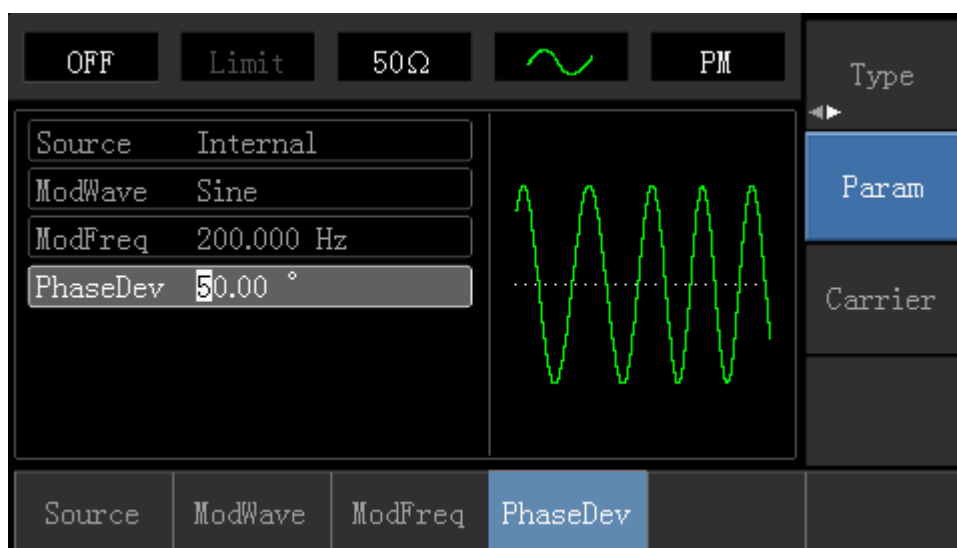 OFF Limit 50Ω PM
Type
Source Internal
ModWave Sine
ModFreq 200.000 Hz
PhaseDev 50.00 °
Param
Carrier
Source ModWave ModFreq PhaseDev